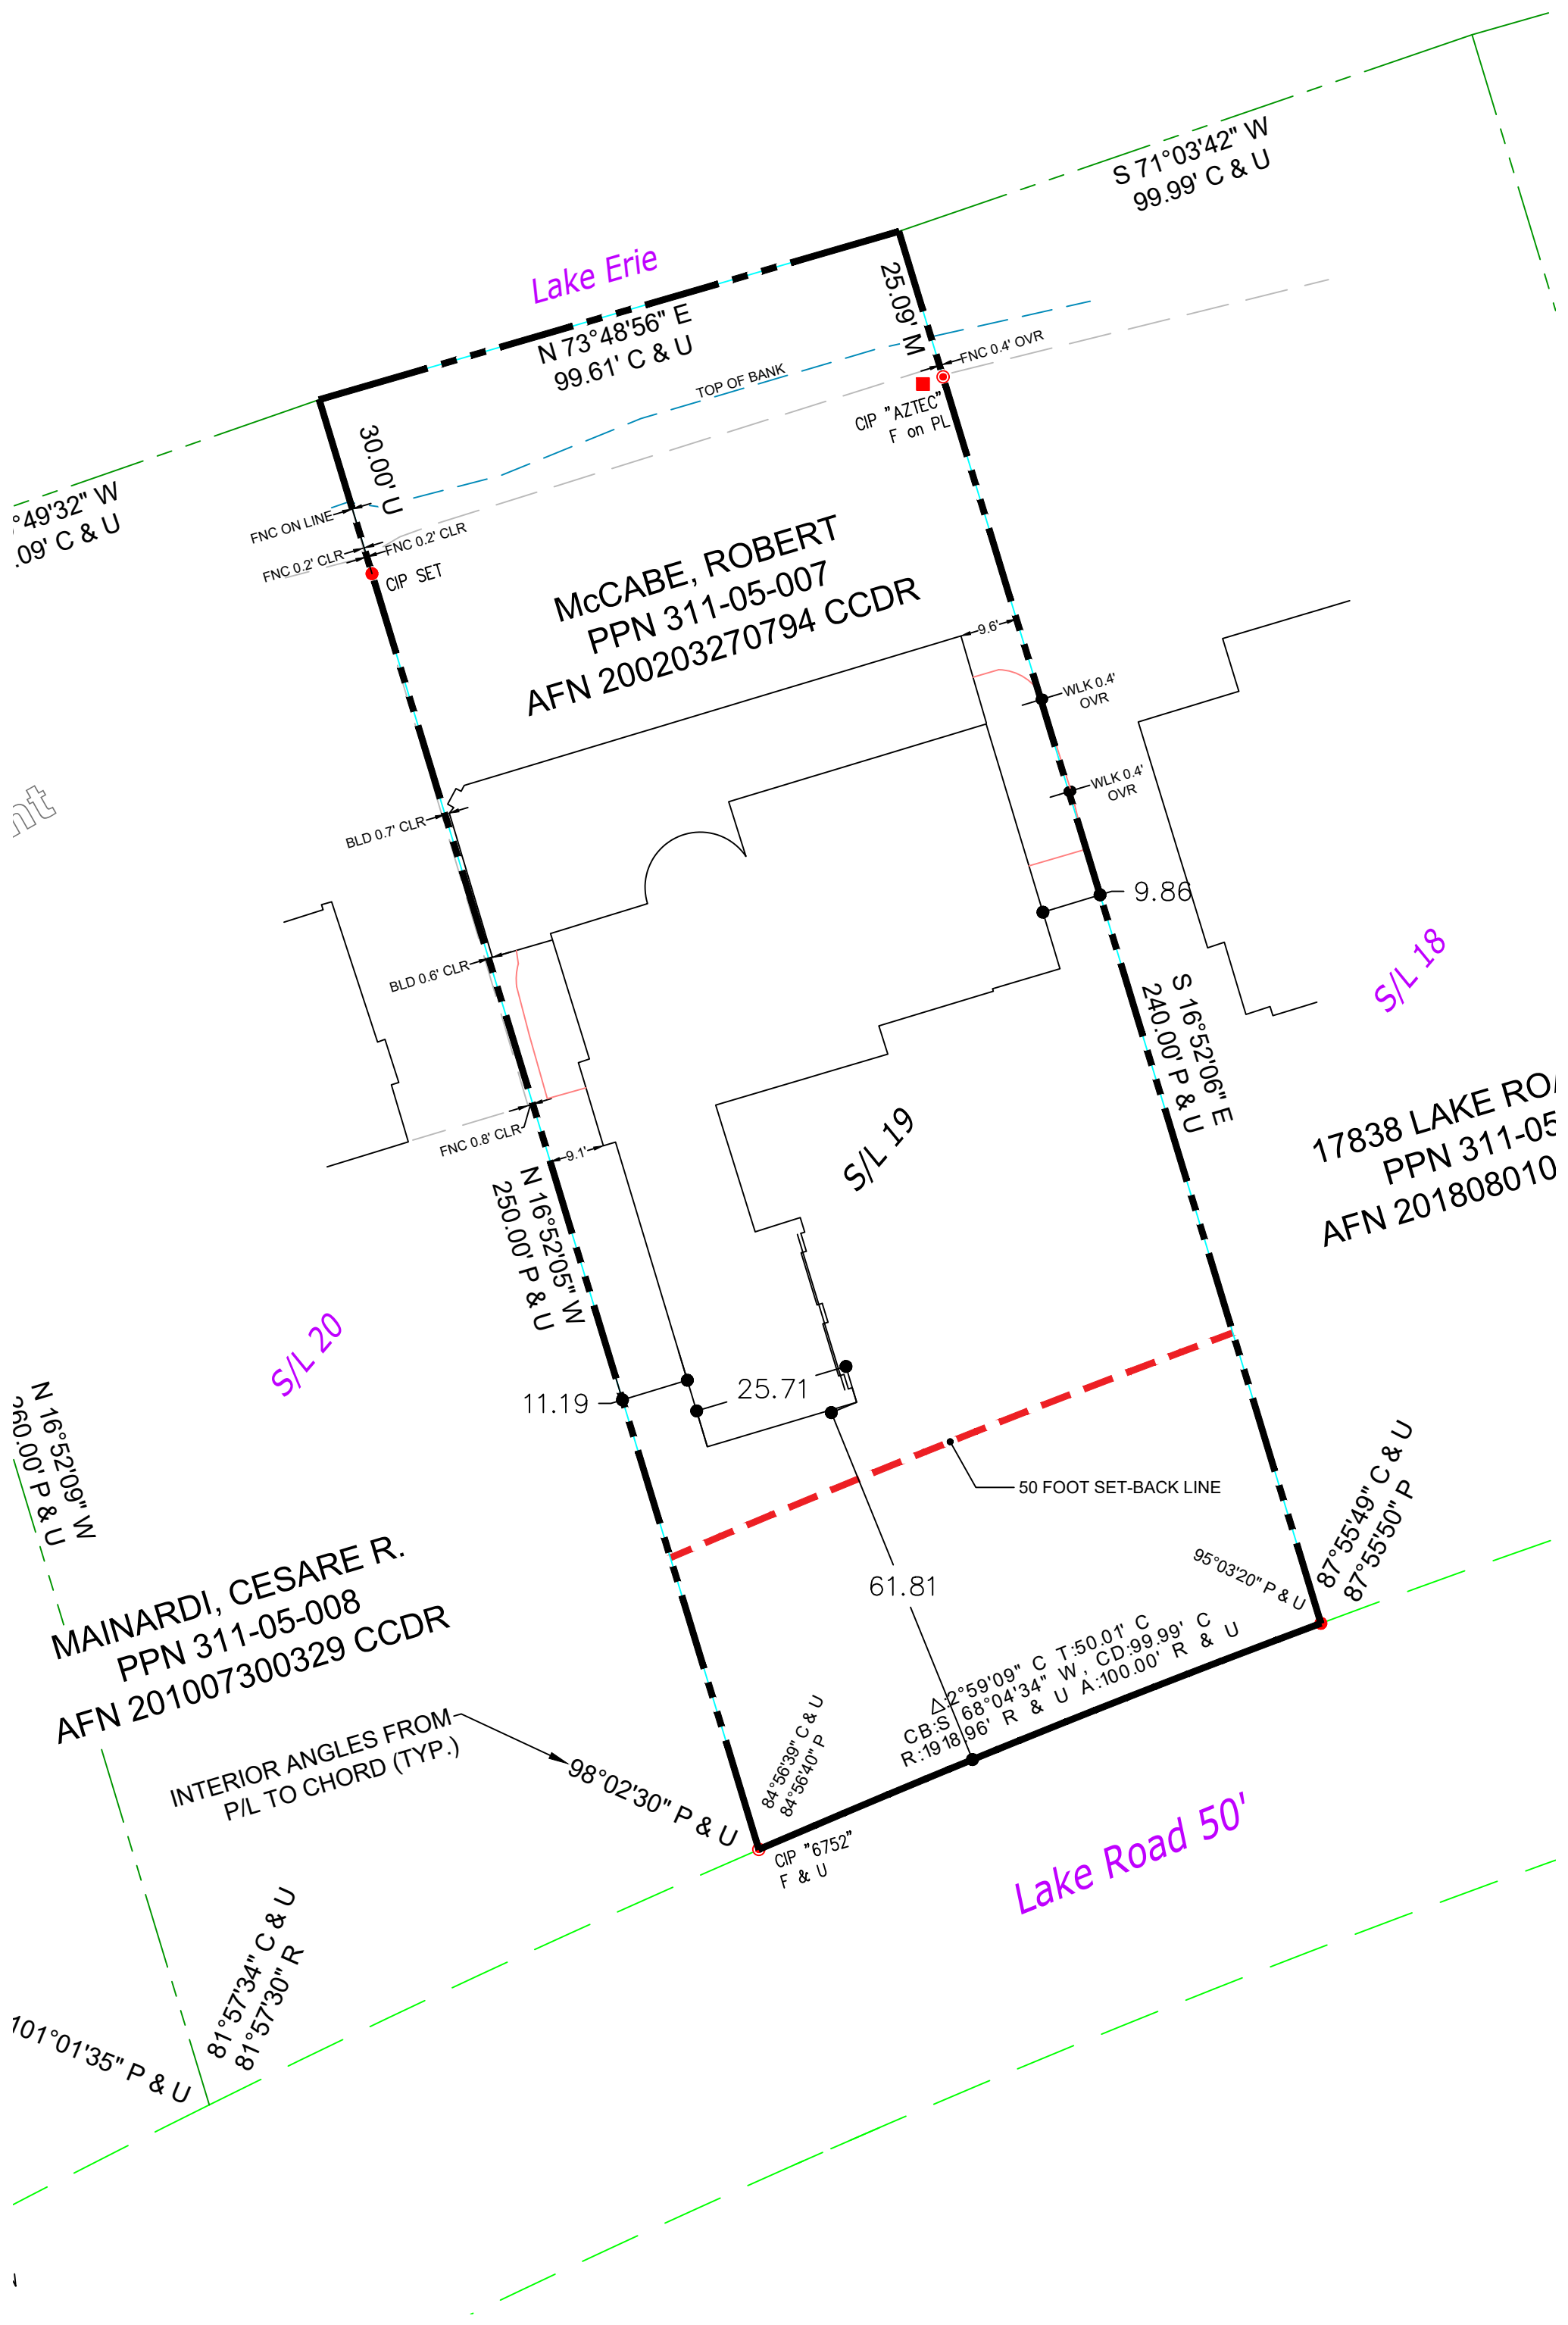 S 71°03'42" W
99.99' C & U
Lake Erie
25.09' M
N 73°48'56" E
99.61' C & U
FNC 0.4' OVR
TOP OF BANK
CIP "AZTEC"
F on PL
30.00' U
°49'32" W
.09' C & U
FNC ON LINE
FNC 0.2' CLR
FNC 0.2' CLR
CIP SET
McCABE, ROBERT
PPN 311-05-007
AFN 200203270794 CCDR
9.6'
WLK 0.4'
OVR
WLK 0.4'
OVR
nt
BLD 0.7' CLR
9.86
BLD 0.6' CLR
S/L 18
S 16°52'06" E
240.00' P & U
FNC 0.8' CLR
9.1'
S/L 19
17838 LAKE ROA
PPN 311-05
AFN 201808010
N 16°52'05" W
250.00' P & U
S/L 20
25.71
11.19
N 16°52'09" W
260.00' P & U
50 FOOT SET-BACK LINE
87°55'49" C & U
87°55'50" P
95°03'20" P & U
61.81
MAINARDI, CESARE R.
PPN 311-05-008
AFN 201007300329 CCDR
△:2°59'09" C T:50.01' C
CB:S 68°04'34" W, CD:99.99' C
R:1918.96' R & U A:100.00' R & U
INTERIOR ANGLES FROM
P/L TO CHORD (TYP.)
98°02'30" P & U
84°56'39" C & U
84°56'40" P
CIP "6752"
F & U
Lake Road 50'
81°57'34" C & U
81°57'30" R
101°01'35" P & U